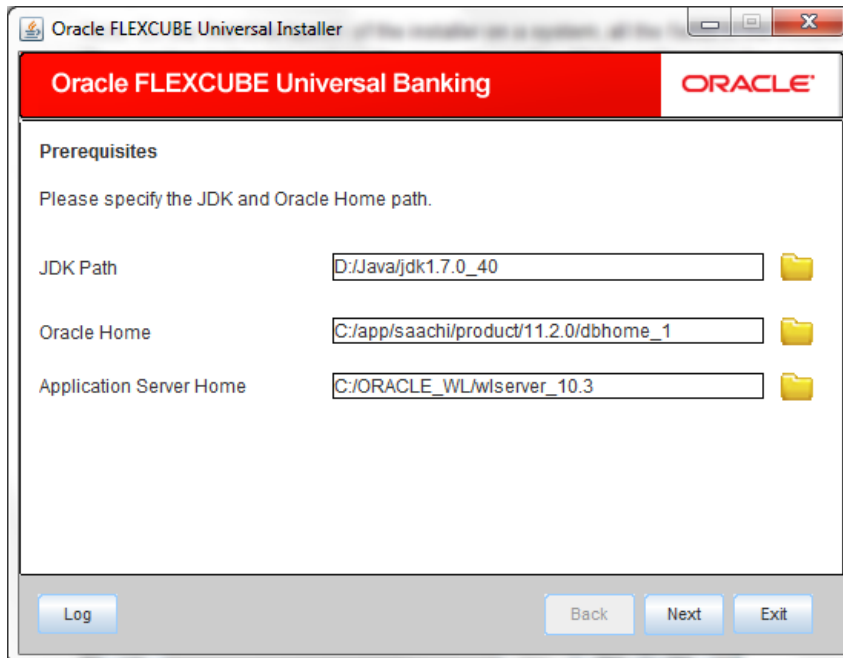 Oracle FLEXCUBE Universal Installer
Oracle FLEXCUBE Universal Banking
ORACLE
Prerequisites
Please specify the JDK and Oracle Home path.
JDK Path D:/Java/jdk1.7.0_40
Oracle Home C:/app/saachi/product/11.2.0/dbhome_1
Application Server Home C:/ORACLE_WL/wlserver_10.3
Log Back Next Exit